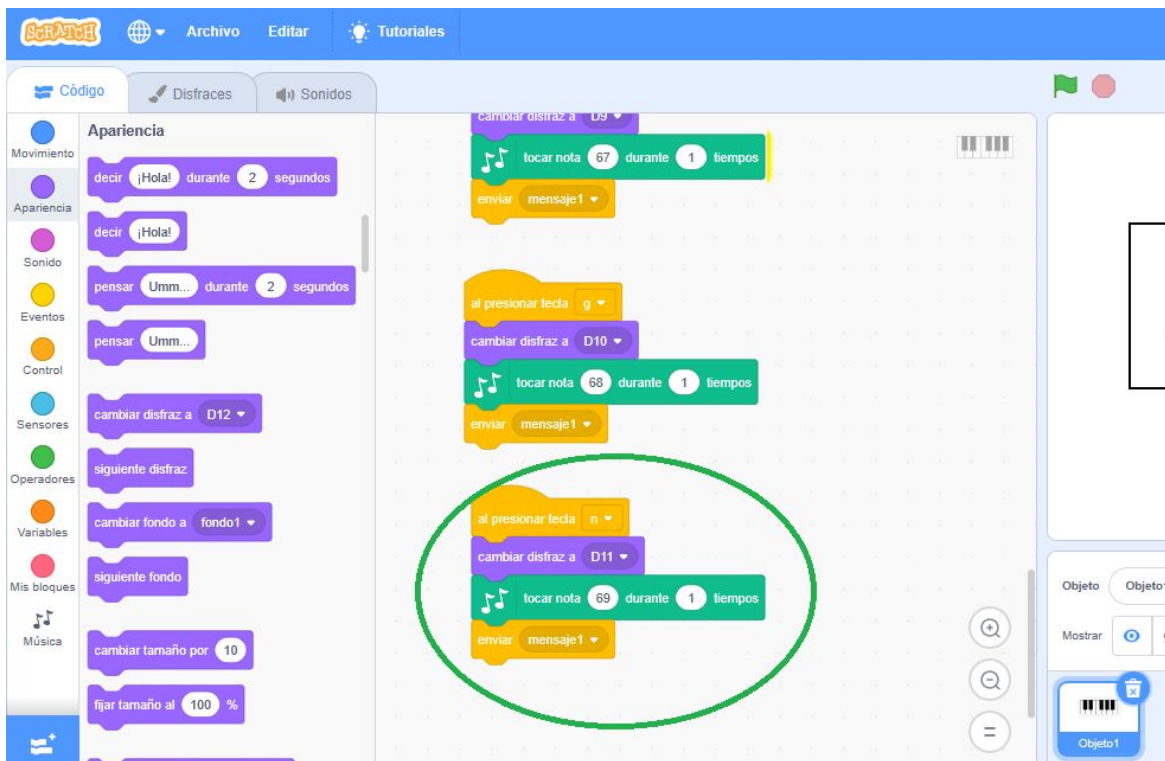 SCRATCH Archivo Editar Tutoriales
Código Disfraces Sonidos
Movimiento
Apariencia
Sonido
Eventos
Control
Sensores
Operadores
Variables
Mis bloques
Música
Apariencia
decir ¡Hola! durante 2 segundos
decir ¡Hola!
pensar Umm... durante 2 segundos
pensar Umm...
cambiar disfraz a D12
siguiente disfraz
cambiar fondo a fondo1
siguiente fondo
cambiar tamaño por 10
fijar tamaño al 100 %
cambiar disfraz a D9
tocar nota 67 durante 1 tiempos
enviar mensaje1
al presionar tecla g
cambiar disfraz a D10
tocar nota 68 durante 1 tiempos
enviar mensaje1
al presionar tecla n
cambiar disfraz a D11
tocar nota 69 durante 1 tiempos
enviar mensaje1
=
Objeto Objeto1
Mostrar
Objeto1